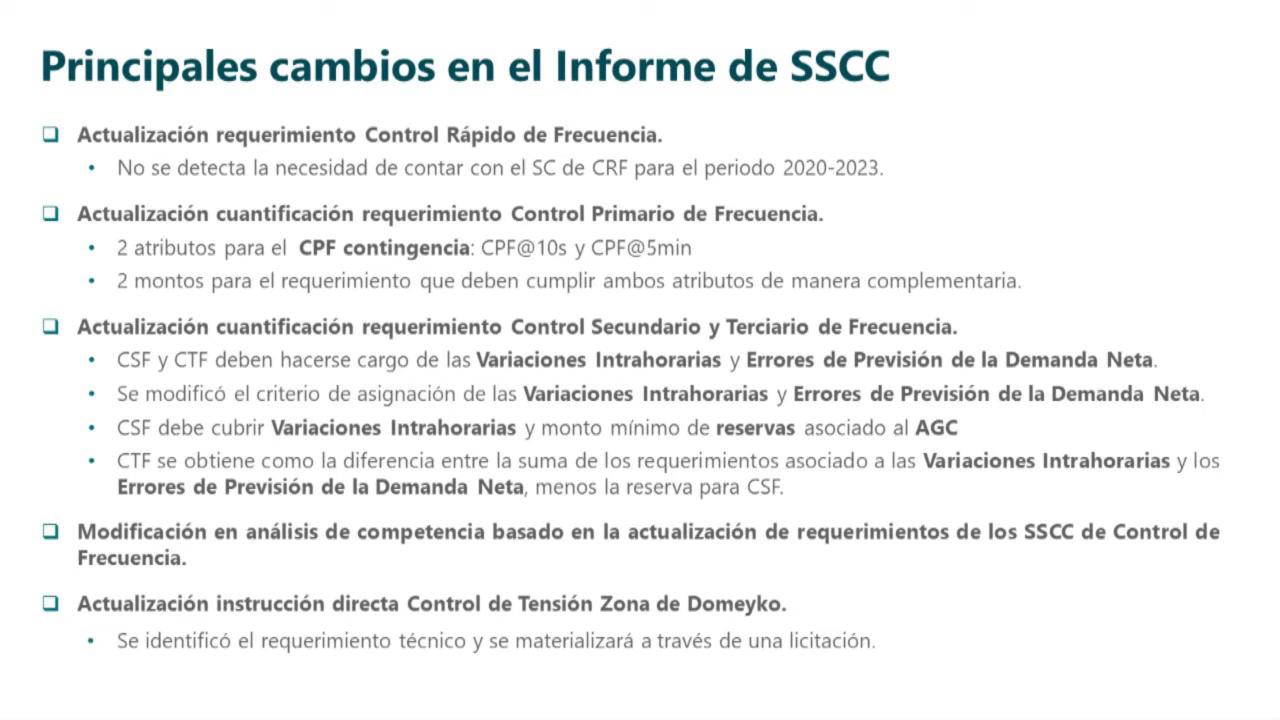 Principales cambios en el Informe de SSCC
❑ Actualización requerimiento Control Rápido de Frecuencia.
• No se detecta la necesidad de contar con el SC de CRF para el periodo 2020-2023.
❑ Actualización cuantificación requerimiento Control Primario de Frecuencia.
• 2 atributos para el CPF contingencia: CPF@10s y CPF@5min
• 2 montos para el requerimiento que deben cumplir ambos atributos de manera complementaria.
❑ Actualización cuantificación requerimiento Control Secundario y Terciario de Frecuencia.
• CSF y CTF deben hacerse cargo de las Variaciones Intrahorarias y Errores de Previsión de la Demanda Neta.
• Se modificó el criterio de asignación de las Variaciones Intrahorarias y Errores de Previsión de la Demanda Neta.
• CSF debe cubrir Variaciones Intrahorarias y monto mínimo de reservas asociado al AGC
• CTF se obtiene como la diferencia entre la suma de los requerimientos asociado a las Variaciones Intrahorarias y los
Errores de Previsión de la Demanda Neta, menos la reserva para CSF.
❑ Modificación en análisis de competencia basado en la actualización de requerimientos de los SSCC de Control de
Frecuencia.
❑ Actualización instrucción directa Control de Tensión Zona de Domeyko.
• Se identificó el requerimiento técnico y se materializará a través de una licitación.